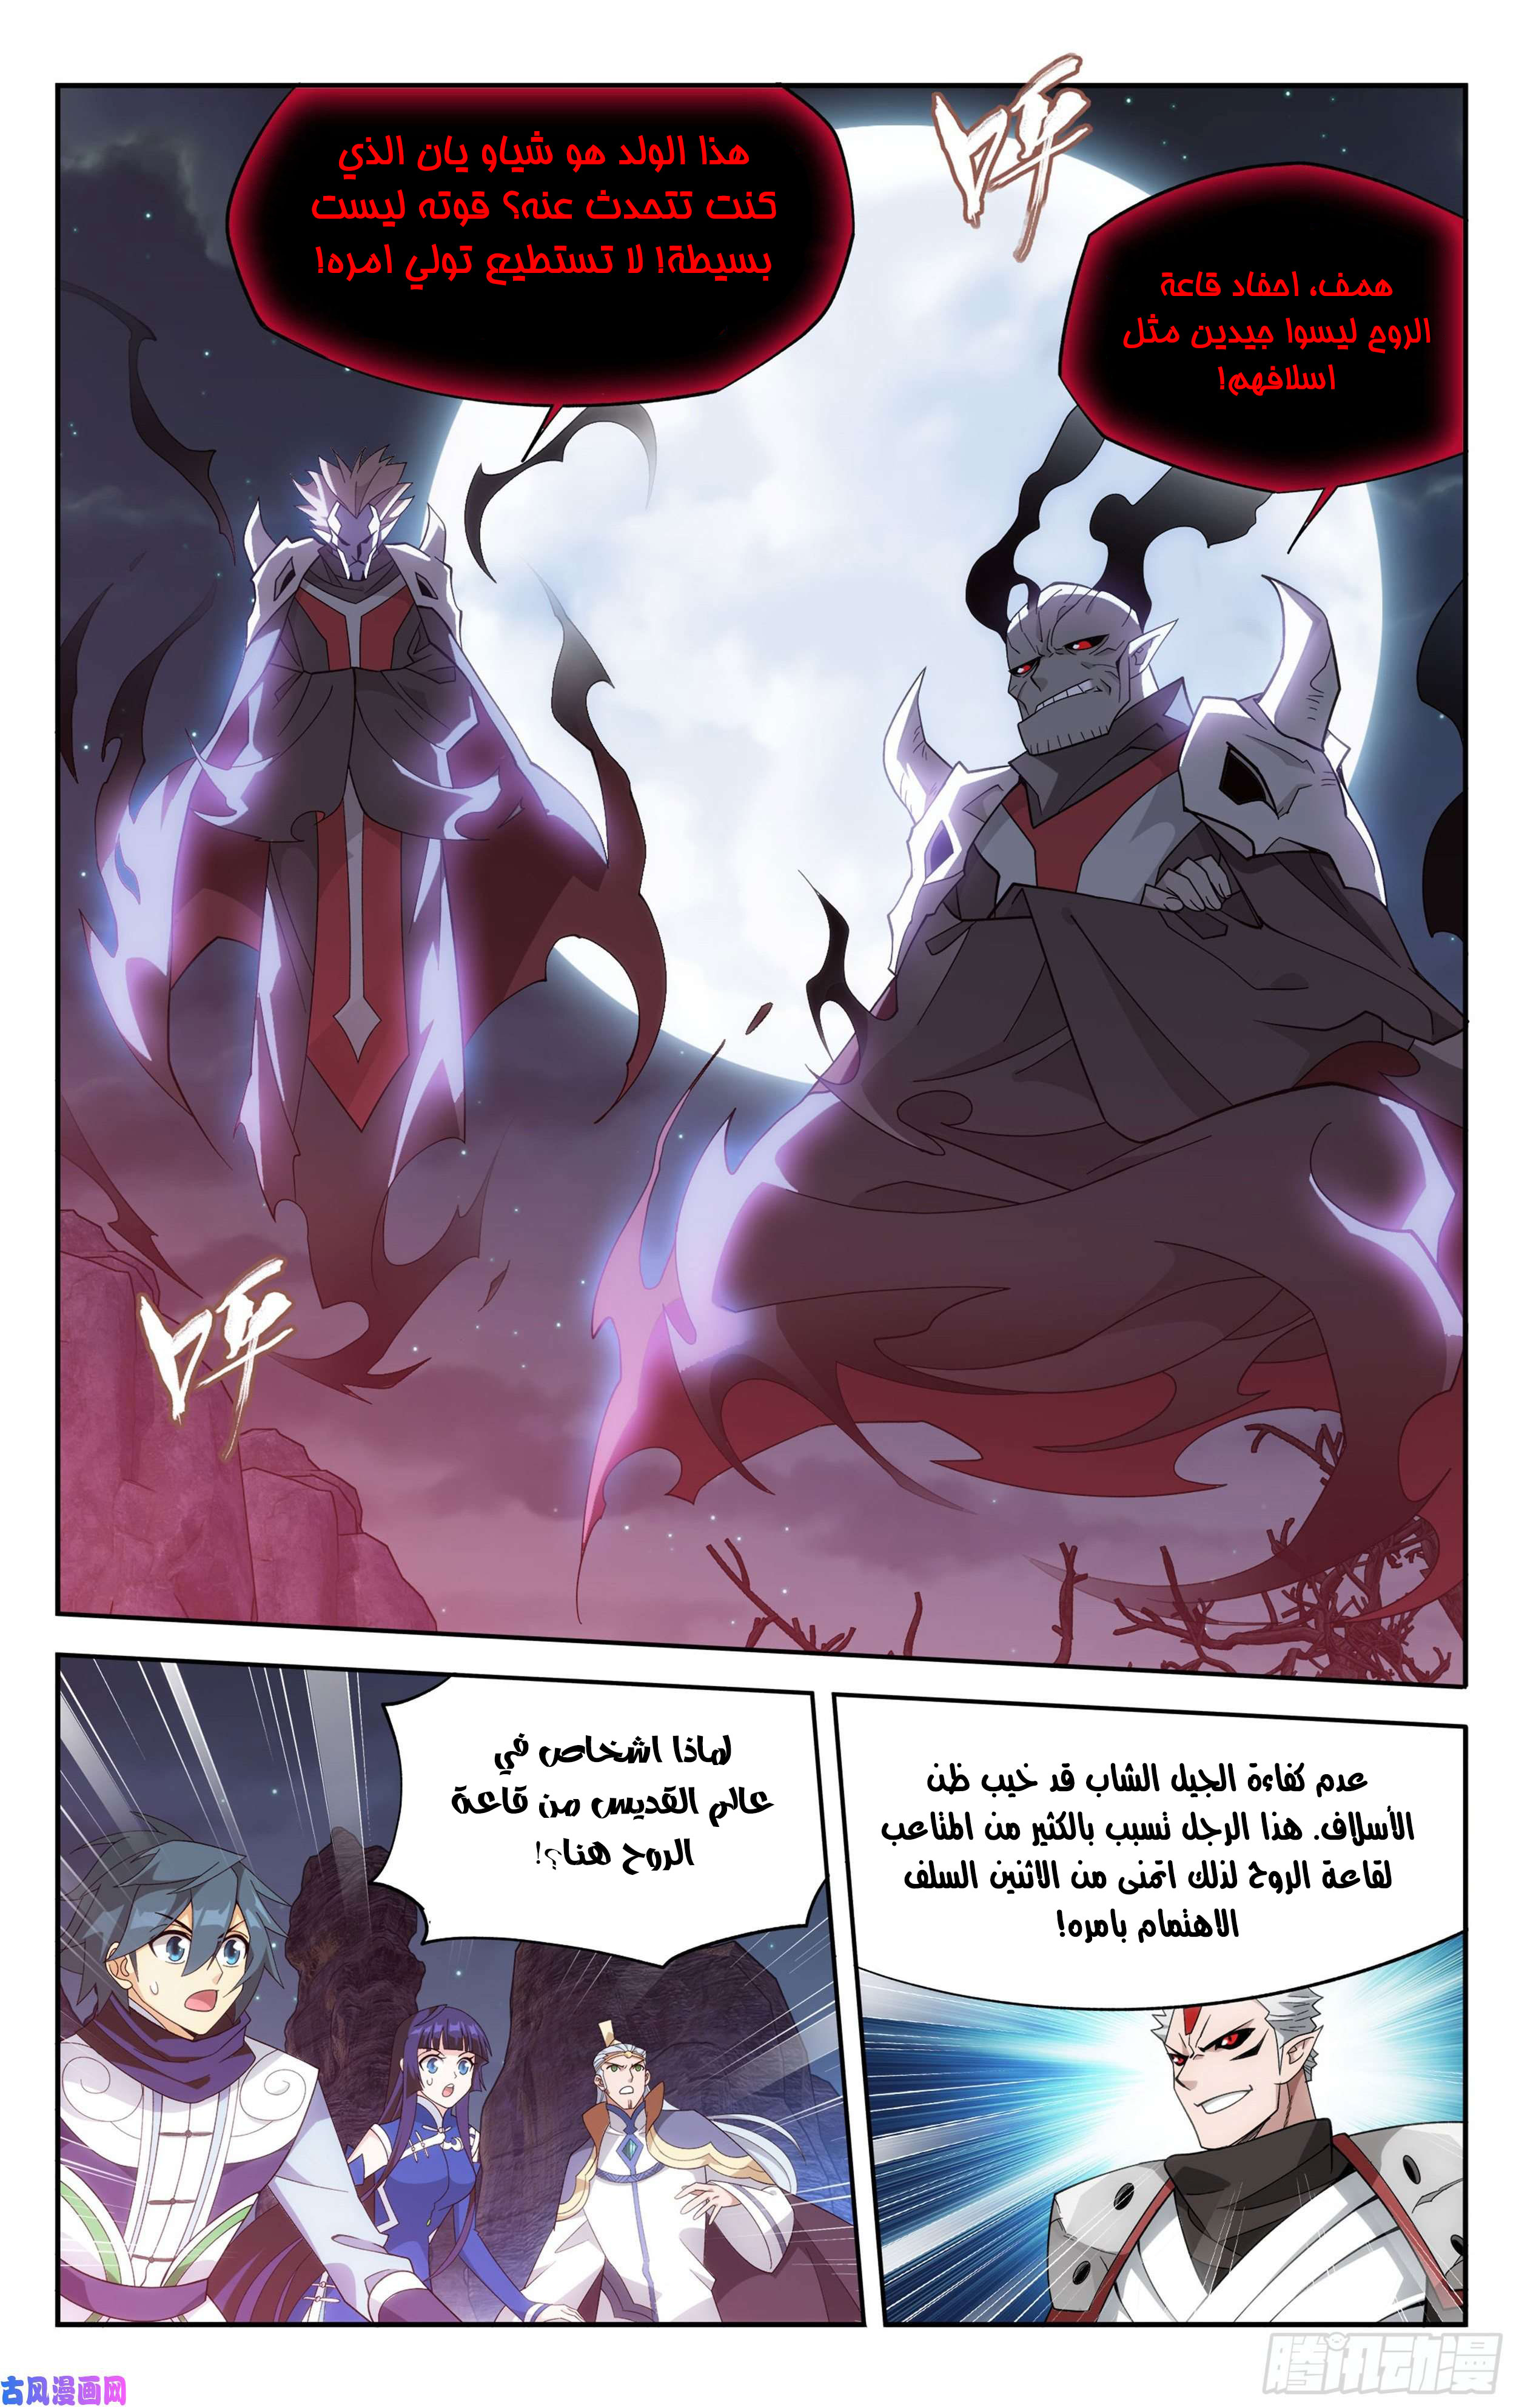 呼
همف، احفاد قاعة
الروح ليسوا جيدين مثل
اسلافهم!
هذا الولد هو شياو يان الذي
كنت تتحدث عنه؟ قوته ليست
بسيطة! لا تستطيع تولي امره!
呼
عدم كفاءة الجيل الشاب قد خيب ظن
الأسلاف. هذا الرجل تسبب بالكثير من المتاعب
لقاعة الروح لذلك اتمنى من الاثنين السلف
الاهتمام بامره!
لماذا اشخاص في
عالم القديس من قاعة
الروح هنا؟!
腾讯动漫
古风漫画网